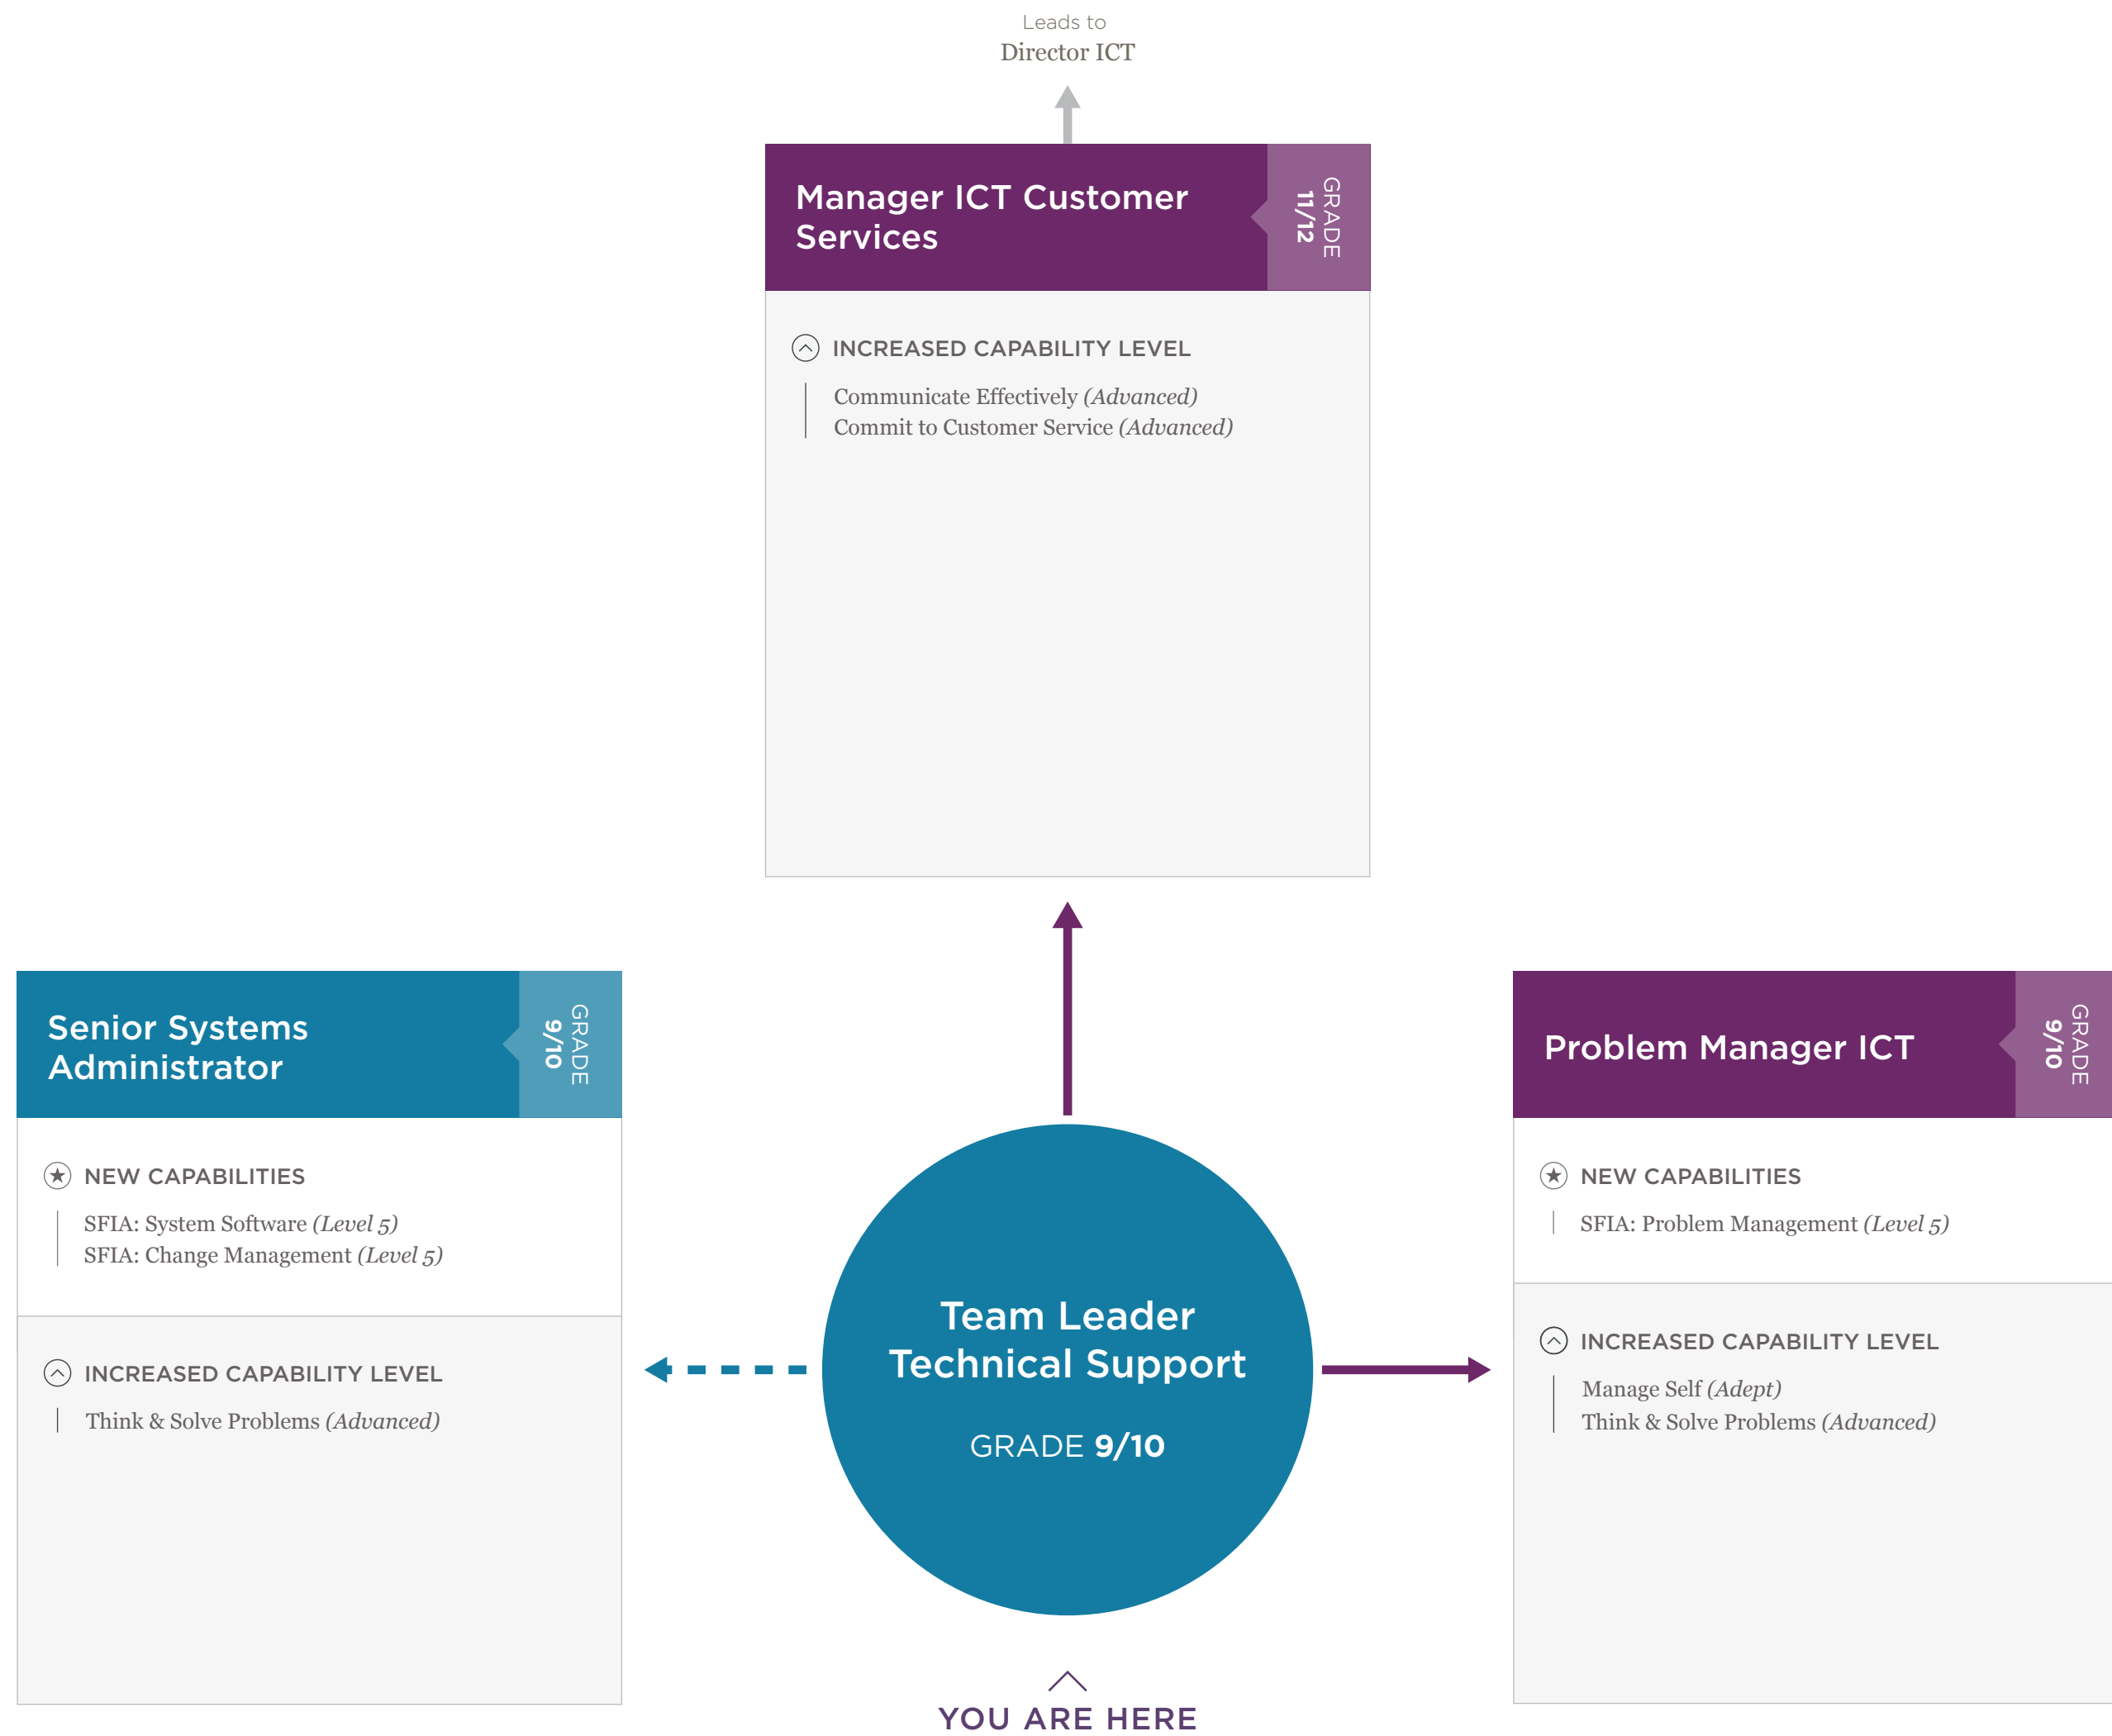 Leads to
Director ICT
Manager ICT Customer
Services
GRADE
11/12
INCREASED CAPABILITY LEVEL
Communicate Effectively (Advanced)
Commit to Customer Service (Advanced)
Senior Systems
Administrator
GRADE
9/10
NEW CAPABILITIES
SFIA: System Software (Level 5)
SFIA: Change Management (Level 5)
INCREASED CAPABILITY LEVEL
Think & Solve Problems (Advanced)
Team Leader
Technical Support
GRADE 9/10
YOU ARE HERE
Problem Manager ICT
GRADE
9/10
NEW CAPABILITIES
SFIA: Problem Management (Level 5)
INCREASED CAPABILITY LEVEL
Manage Self (Adept)
Think & Solve Problems (Advanced)